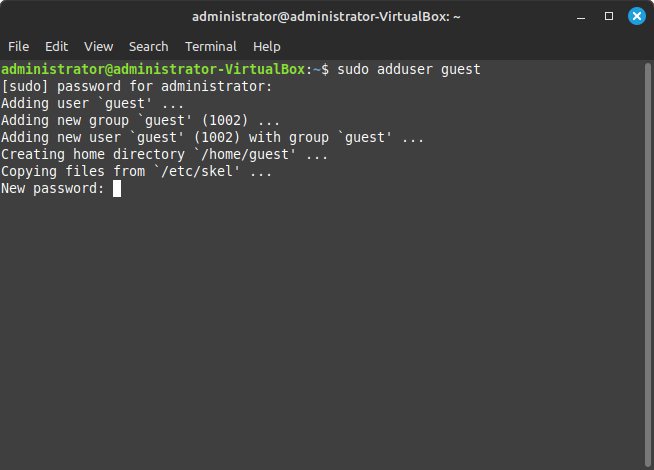 administrator@administrator-VirtualBox: ~
File Edit View Search Terminal Help
administrator@administrator-VirtualBox:~$ sudo adduser guest
[sudo] password for administrator:
Adding user `guest' ...
Adding new group `guest' (1002) ...
Adding new user `guest' (1002) with group `guest' ...
Creating home directory `/home/guest' ...
Copying files from `/etc/skel' ...
New password: